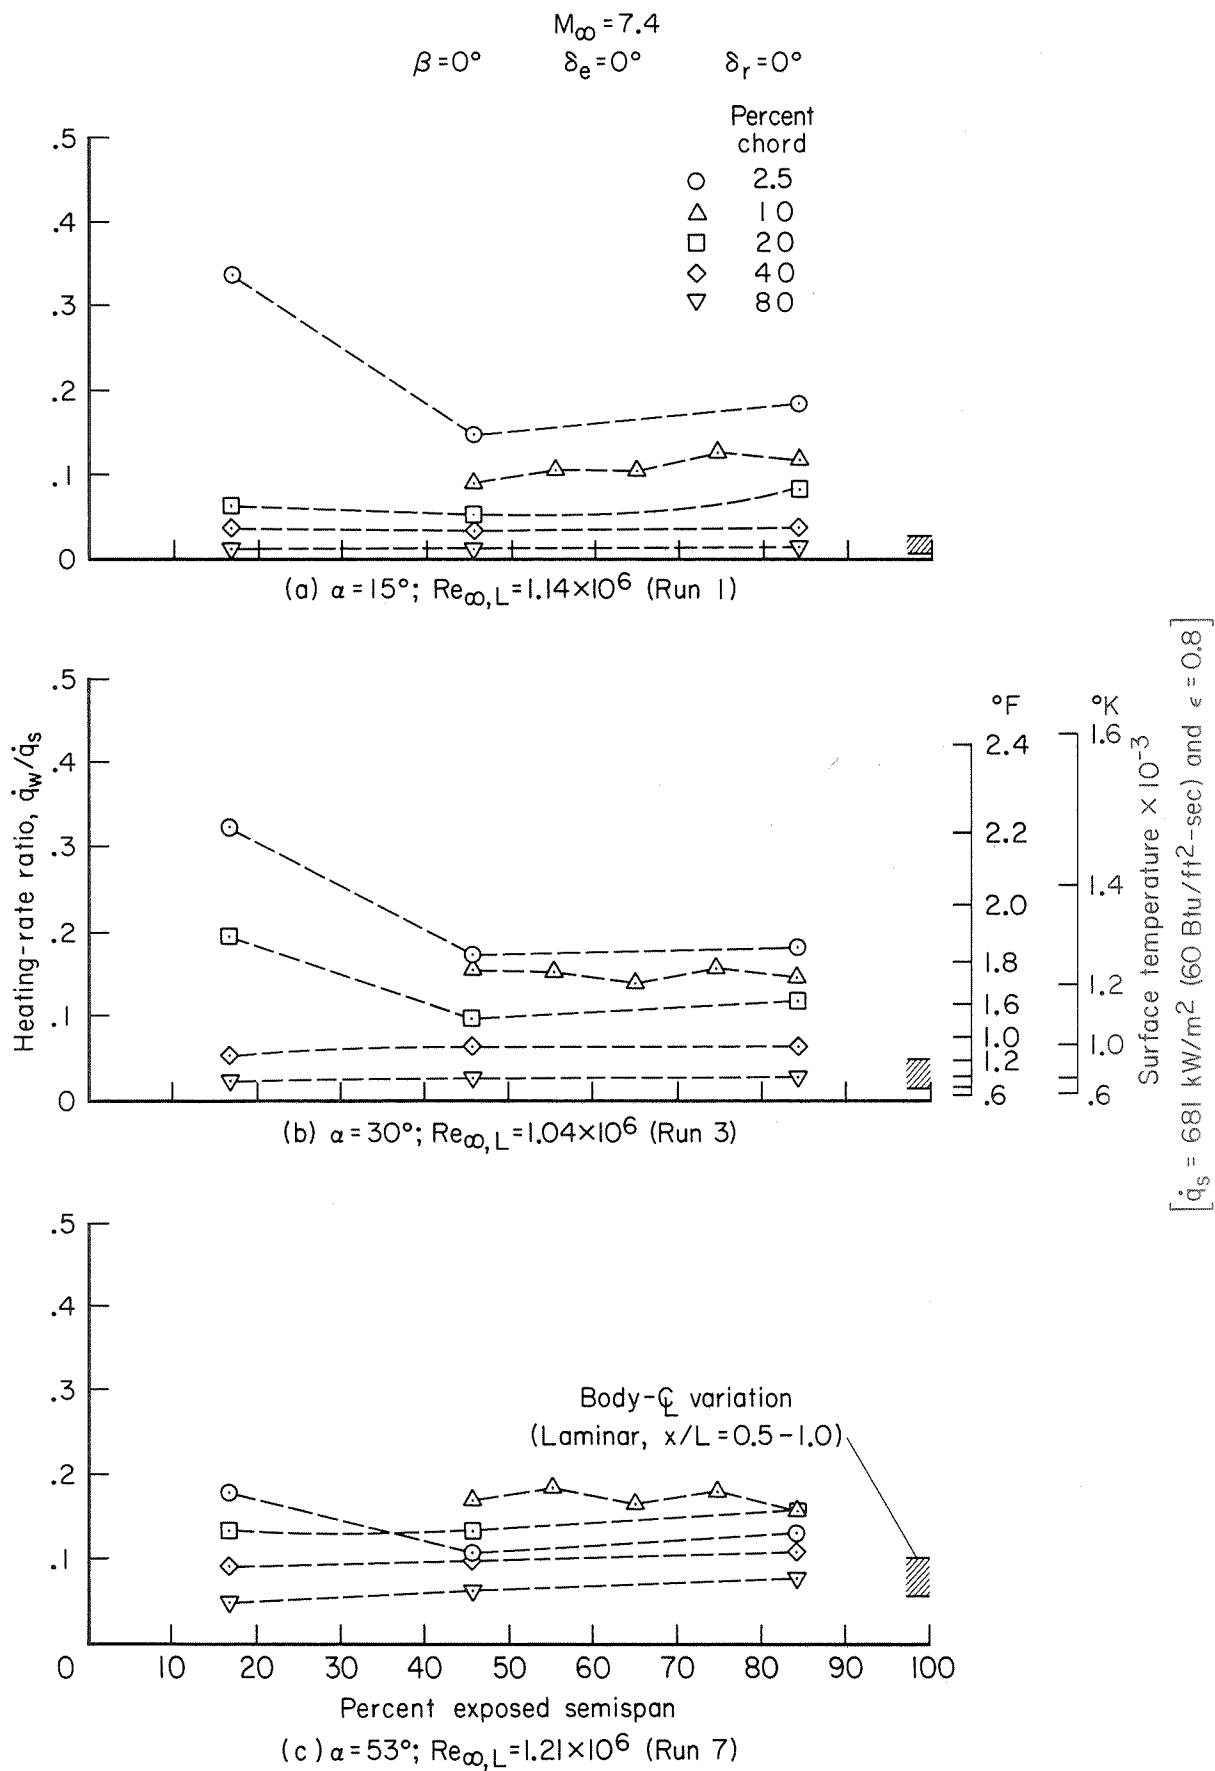 M∞=7.4
β=0° δe=0° δr=0°
Percent
chord
2.5
10
20
40
80
.5
.4
.3
.2
.1
0
(a) α=15°; Re∞,L=1.14×10⁶ (Run 1)
Heating-rate ratio, q̇w/q̇s
.5
.4
.3
.2
.1
0
°F
2.4
2.2
2.0
1.8
1.6
1.0
1.2
.6
°K
1.6
1.4
1.2
1.0
.6
Surface temperature × 10⁻³
[q̇s = 681 kW/m² (60 Btu/ft²-sec) and ϵ = 0.8]
(b) α=30°; Re∞,L=1.04×10⁶ (Run 3)
.5
.4
.3
.2
.1
Body-℄ variation
(Laminar, x/L=0.5-1.0)
0 10 20 30 40 50 60 70 80 90 100
Percent exposed semispan
(c) α=53°; Re∞,L=1.21×10⁶ (Run 7)